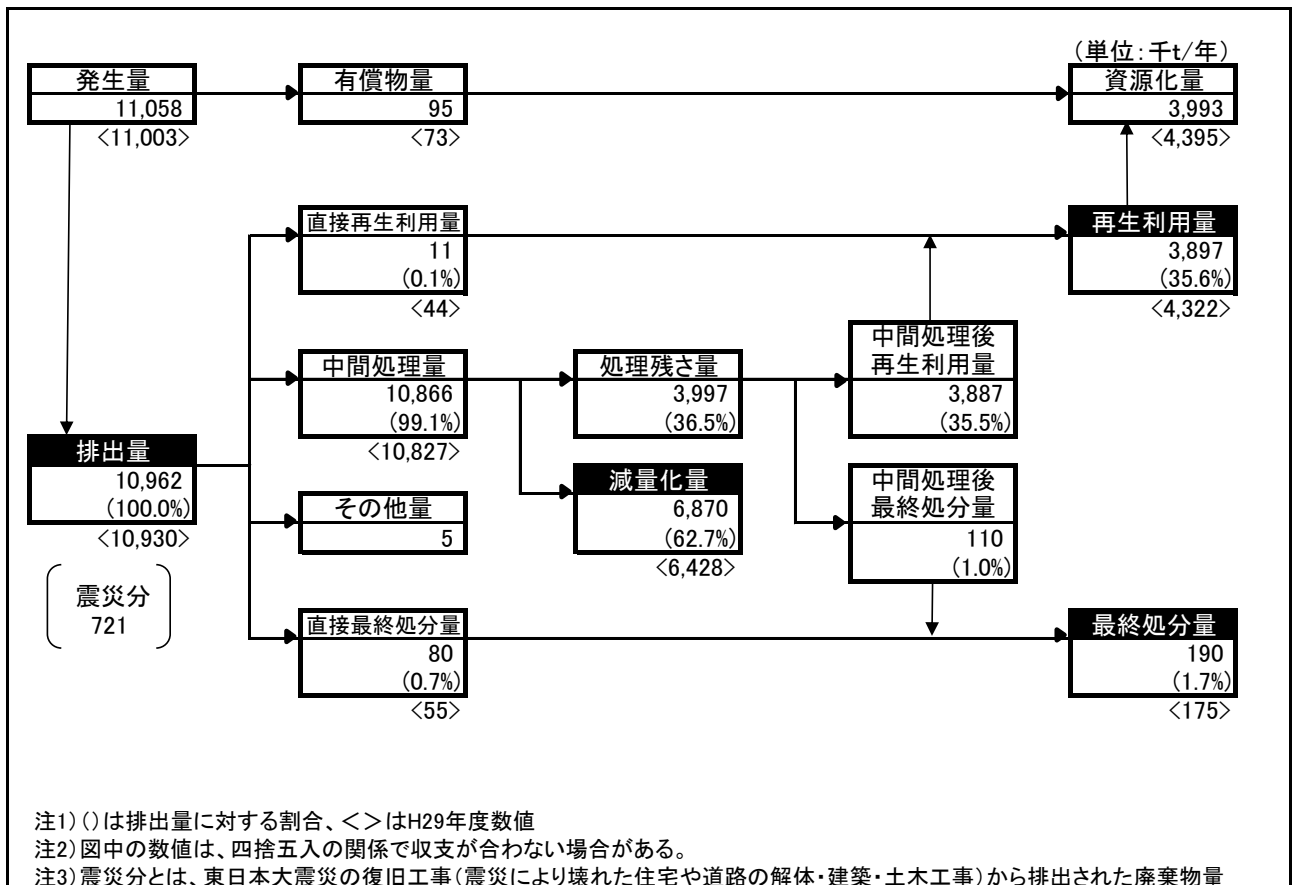 (単位:千t/年)
発生量
11,058
<11,003>
有償物量
95
<73>
資源化量
3,993
<4,395>
直接再生利用量
11
(0.1%)
<44>
再生利用量
3,897
(35.6%)
<4,322>
中間処理量
10,866
(99.1%)
<10,827>
処理残さ量
3,997
(36.5%)
中間処理後
再生利用量
3,887
(35.5%)
排出量
10,962
(100.0%)
<10,930>
震災分
721
その他量
5
減量化量
6,870
(62.7%)
<6,428>
中間処理後
最終処分量
110
(1.0%)
直接最終処分量
80
(0.7%)
<55>
最終処分量
190
(1.7%)
<175>
注1)()は排出量に対する割合、<>はH29年度数値
注2)図中の数値は、四捨五入の関係で収支が合わない場合がある。
注3)震災分とは、東日本大震災の復旧工事(震災により壊れた住宅や道路の解体・建築・土木工事)から排出された廃棄物量